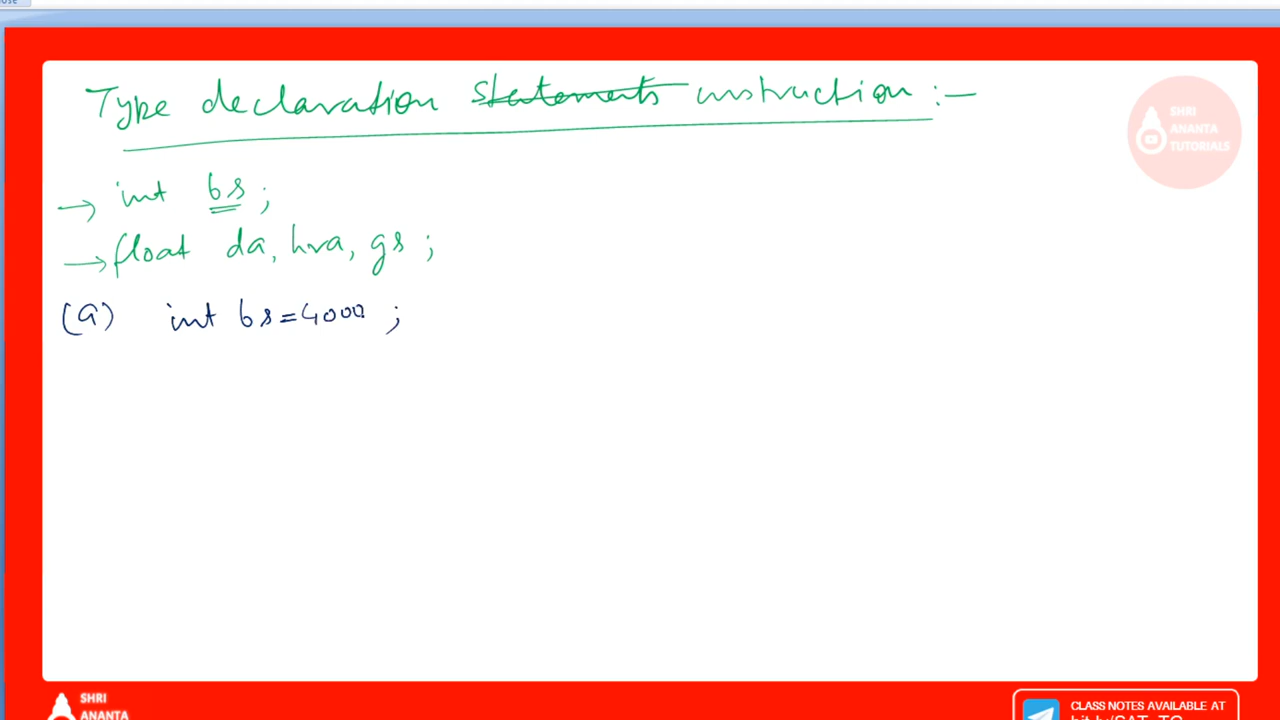 ose
Type declaration statements instruction :-
SHRI
ANANTA
TUTORIALS
→ int bs ;
→ float da, hra, gs ;
(a) int bs=4000 ;
SHRI
ANANTA
CLASS NOTES AVAILABLE AT